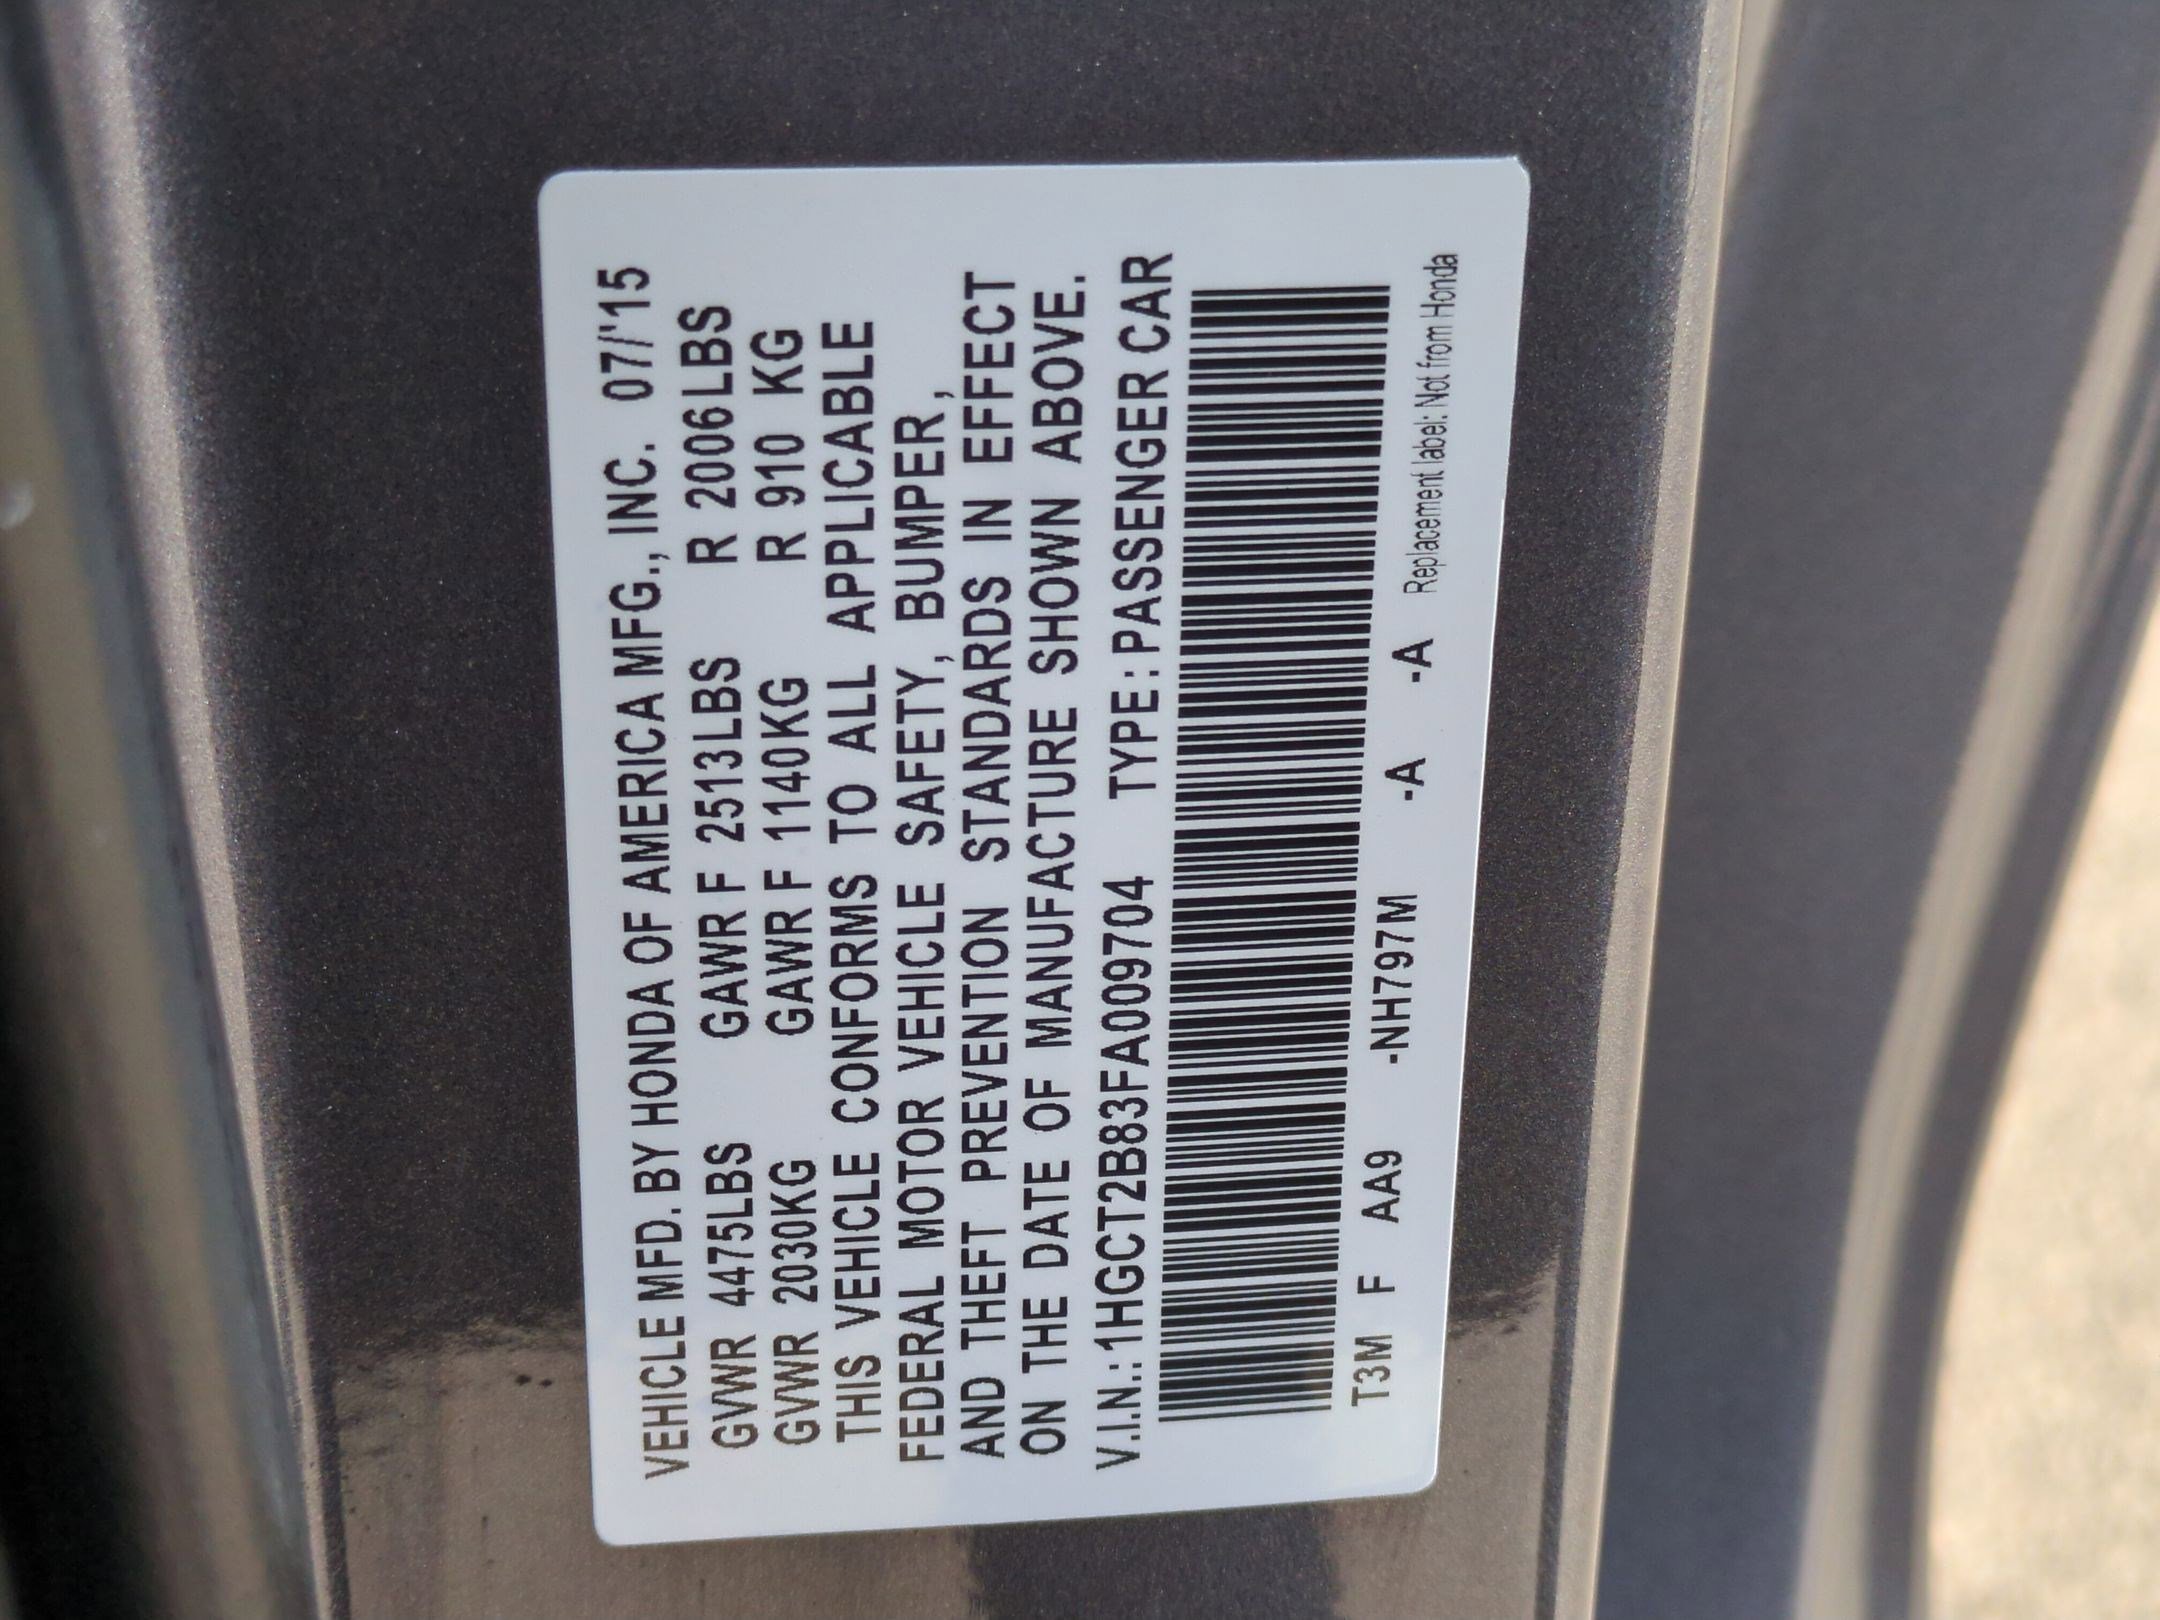 VEHICLE MFD. BY HONDA OF AMERICA MFG., INC. 07/'15
GVWR 4475LBS GAWR F 2513LBS R 2006LBS
GVWR 2030KG GAWR F 1140KG R 910 KG
THIS VEHICLE CONFORMS TO ALL APPLICABLE
FEDERAL MOTOR VEHICLE SAFETY, BUMPER,
AND THEFT PREVENTION STANDARDS IN EFFECT
ON THE DATE OF MANUFACTURE SHOWN ABOVE.
V.I.N.: 1HGCT2B83FA009704 TYPE: PASSENGER CAR
T3M F AA9 -NH797M -A -A Replacement label: Not from Honda